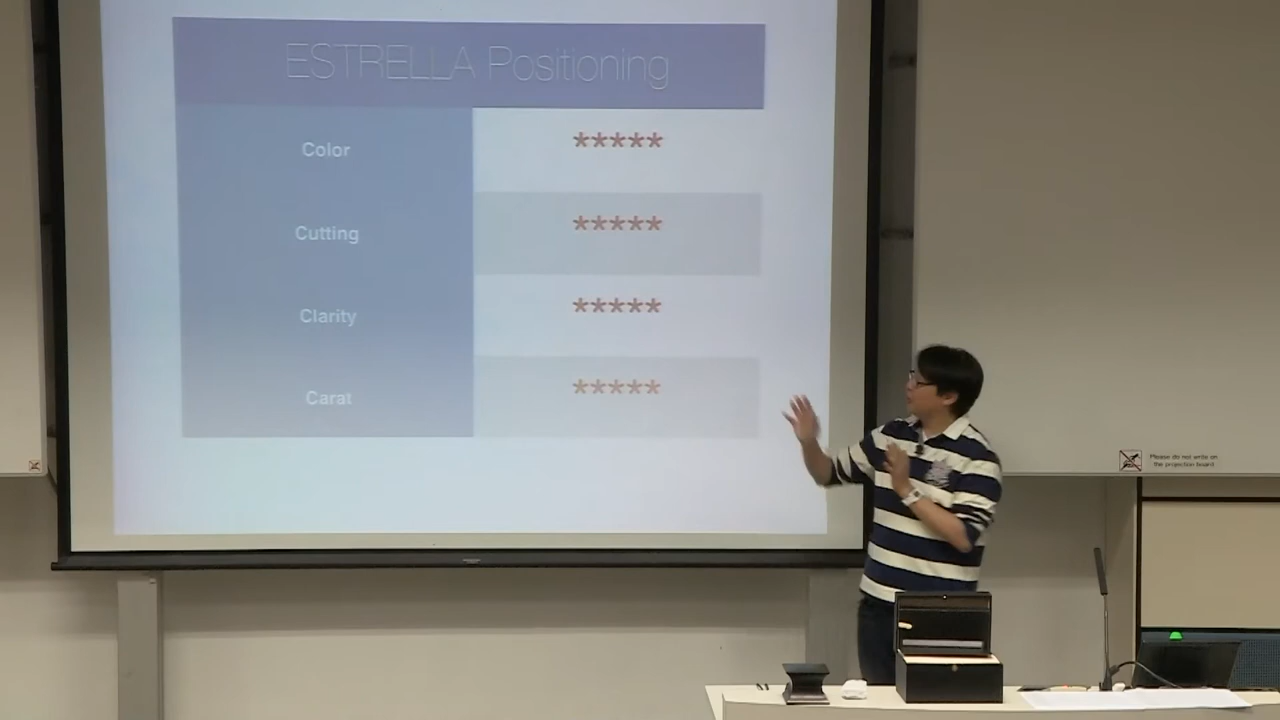 ESTRELLA Positioning
Color *****
Cutting *****
Clarity *****
Carat *****
Please do not write on
the projection board